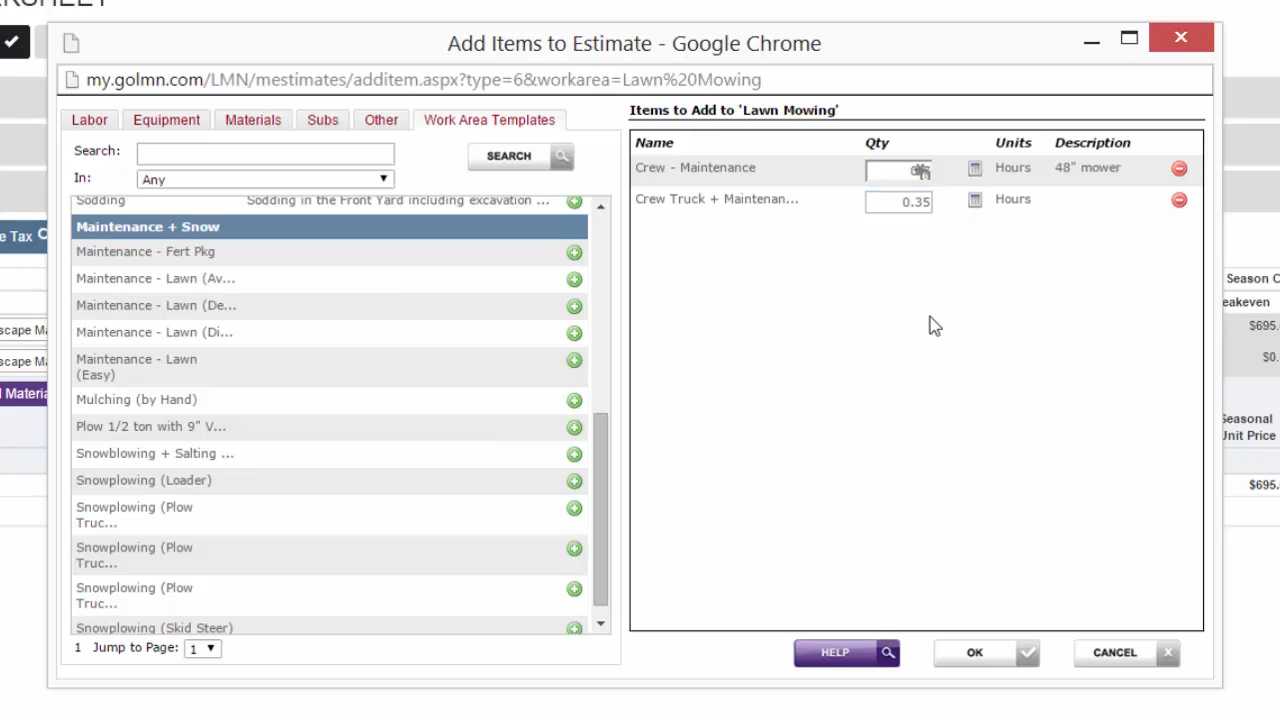 Add Items to Estimate - Google Chrome
my.golmn.com/LMN/mestimates/additem.aspx?type=6&workarea=Lawn%20Mowing
Labor Equipment Materials Subs Other Work Area Templates
Search: SEARCH
In: Any
Sodding Sodding in the Front Yard including excavation ...
Maintenance + Snow
Maintenance - Fert Pkg
Maintenance - Lawn (Av...
Maintenance - Lawn (De...
Maintenance - Lawn (Di...
Maintenance - Lawn
(Easy)
Mulching (by Hand)
Plow 1/2 ton with 9" V...
Snowblowing + Salting ...
Snowplowing (Loader)
Snowplowing (Plow
Truc...
Snowplowing (Plow
Truc...
Snowplowing (Plow
Truc...
Snowplowing (Skid Steer)
1 Jump to Page: 1
Items to Add to 'Lawn Mowing'
Name Qty Units Description
Crew - Maintenance Hours 48" mower
Crew Truck + Maintenan... 0.35 Hours
HELP OK CANCEL
e Tax
scape Ma
scape Ma
Materia
Season C
eakeven
$695.
$0.
Seasonal
Unit Price
$695.